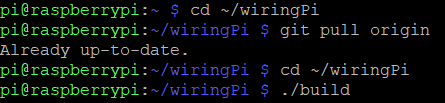 pi@raspberrypi:~ $ cd ~/wiringPi
pi@raspberrypi:~/wiringPi $ git pull origin
Already up-to-date.
pi@raspberrypi:~/wiringPi $ cd ~/wiringPi
pi@raspberrypi:~/wiringPi $ ./build